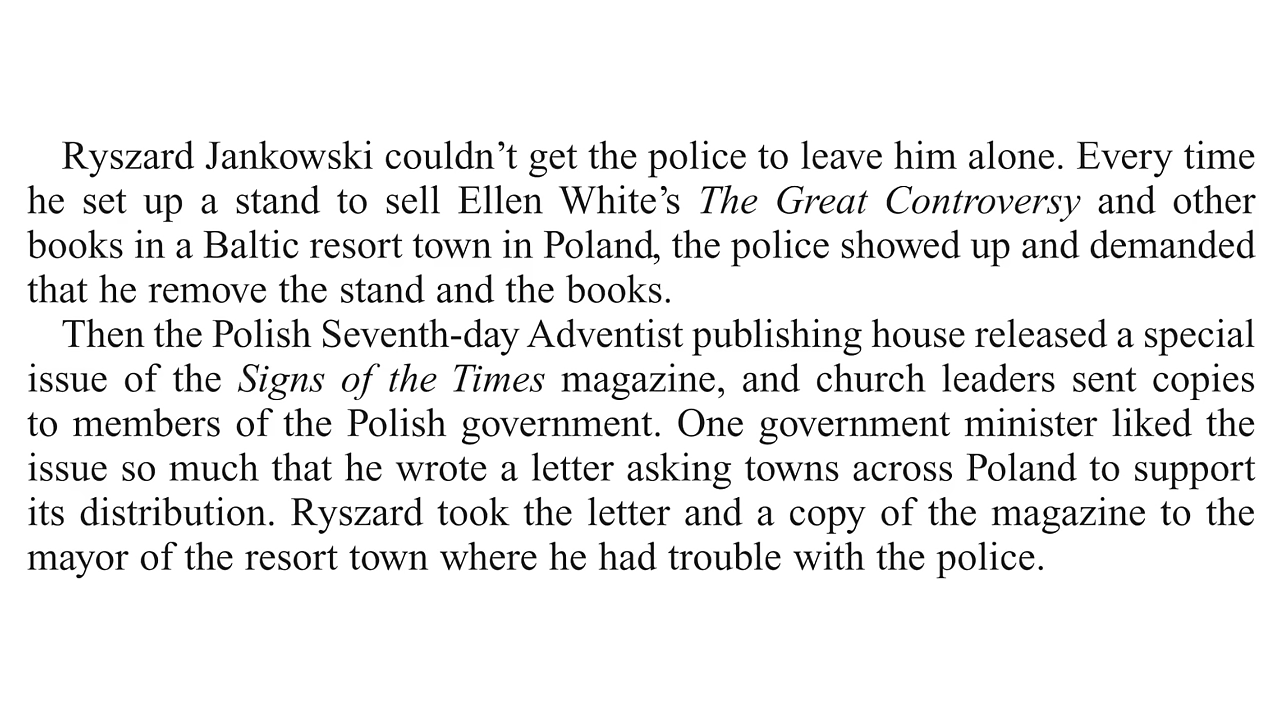 Ryszard Jankowski couldn’t get the police to leave him alone. Every time
he set up a stand to sell Ellen White’s The Great Controversy and other
books in a Baltic resort town in Poland, the police showed up and demanded
that he remove the stand and the books.
Then the Polish Seventh-day Adventist publishing house released a special
issue of the Signs of the Times magazine, and church leaders sent copies
to members of the Polish government. One government minister liked the
issue so much that he wrote a letter asking towns across Poland to support
its distribution. Ryszard took the letter and a copy of the magazine to the
mayor of the resort town where he had trouble with the police.